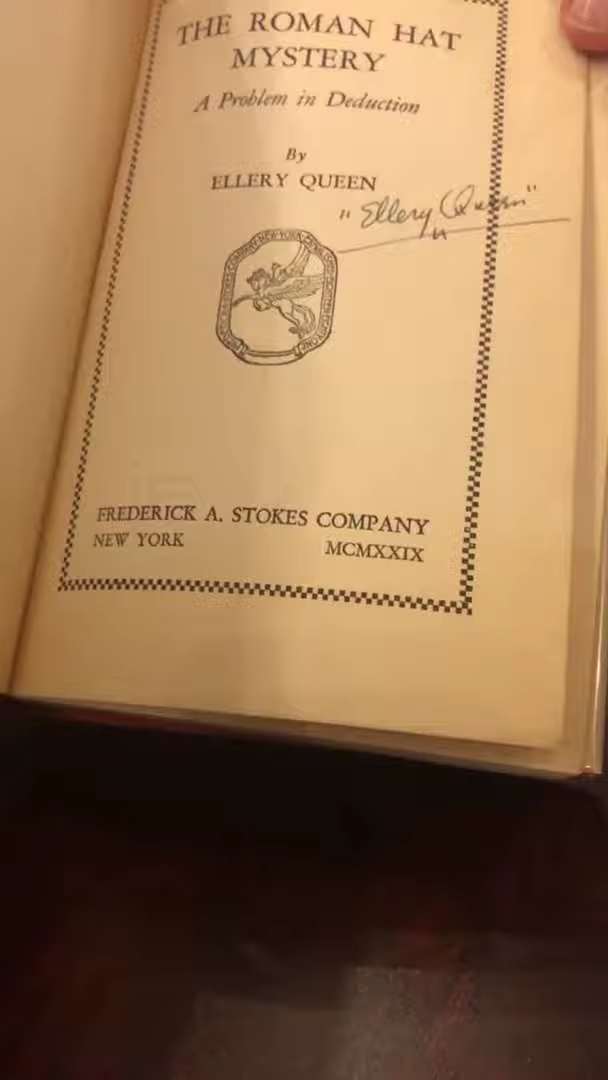 THE ROMAN HAT
MYSTERY
A Problem in Deduction
By
ELLERY QUEEN
"Ellery Queen"
FREDERICK A. STOKES COMPANY
NEW YORK MCMXXIX